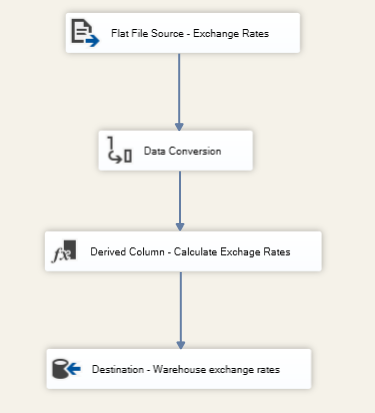 Flat File Source - Exchange Rates
Data Conversion
Derived Column - Calculate Exchage Rates
Destination - Warehouse exchange rates